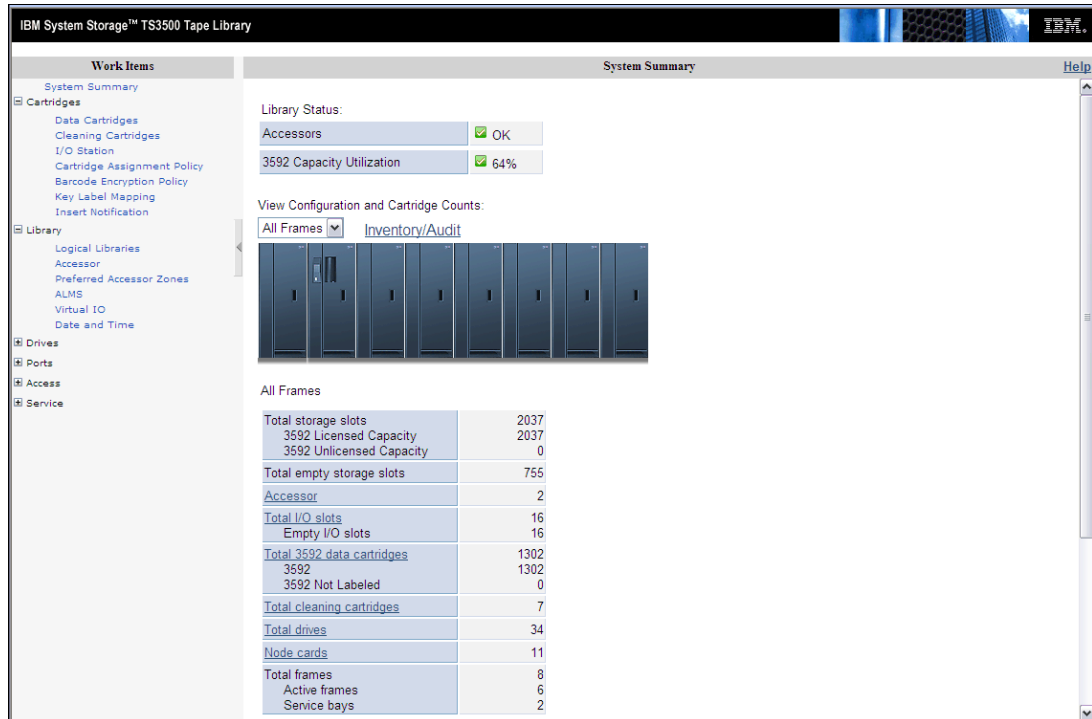 IBM System Storage™ TS3500 Tape Library
IBM.
Work Items
System Summary
Help
System Summary
Cartridges
Data Cartridges
Cleaning Cartridges
I/O Station
Cartridge Assignment Policy
Barcode Encryption Policy
Key Label Mapping
Insert Notification
Library
Logical Libraries
Accessor
Preferred Accessor Zones
ALMS
Virtual IO
Date and Time
Drives
Ports
Access
Service
Library Status:
Accessors OK
3592 Capacity Utilization 64%
View Configuration and Cartridge Counts:
All Frames Inventory/Audit
All Frames
Total storage slots 2037
3592 Licensed Capacity 2037
3592 Unlicensed Capacity 0
Total empty storage slots 755
Accessor 2
Total I/O slots 16
Empty I/O slots 16
Total 3592 data cartridges 1302
3592 1302
3592 Not Labeled 0
Total cleaning cartridges 7
Total drives 34
Node cards 11
Total frames 8
Active frames 6
Service bays 2